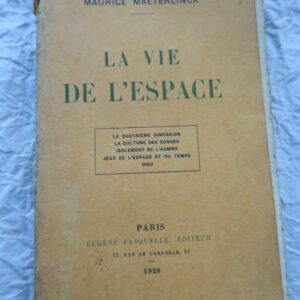 MAURICE MAETERLINCK
LA VIE
DE L'ESPACE
LA QUATRIÈME DIMENSION
LA CULTURE DES SONGES
ISOLEMENT DE L'HOMME
JEUX DE L'ESPACE ET DU TEMPS
DIEU
PARIS
EUGÈNE FASQUELLE, ÉDITEUR
11, RUE DE GRENELLE, 11
1928